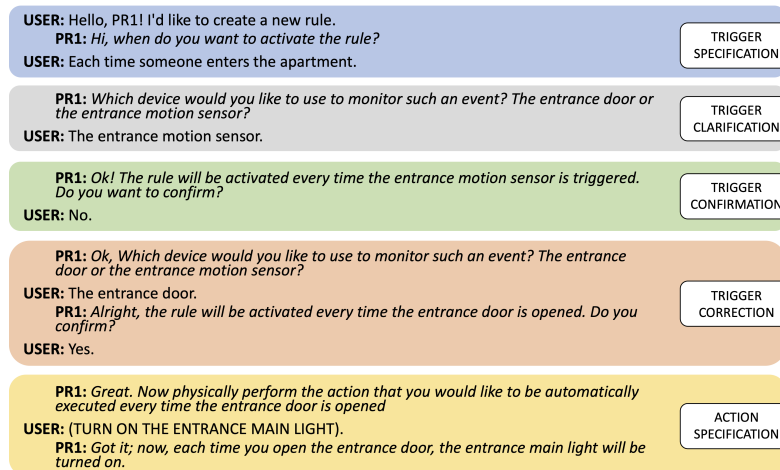 USER: Hello, PR1! I'd like to create a new rule.
PR1: Hi, when do you want to activate the rule?
USER: Each time someone enters the apartment.
TRIGGER
SPECIFICATION
PR1: Which device would you like to use to monitor such an event? The entrance door or
the entrance motion sensor?
USER: The entrance motion sensor.
TRIGGER
CLARIFICATION
PR1: Ok! The rule will be activated every time the entrance motion sensor is triggered.
Do you want to confirm?
USER: No.
TRIGGER
CONFIRMATION
PR1: Ok, Which device would you like to use to monitor such an event? The entrance
door or the entrance motion sensor?
USER: The entrance door.
PR1: Alright, the rule will be activated every time the entrance door is opened. Do you
confirm?
USER: Yes.
TRIGGER
CORRECTION
PR1: Great. Now physically perform the action that you would like to be automatically
executed every time the entrance door is opened
USER: (TURN ON THE ENTRANCE MAIN LIGHT).
PR1: Got it; now, each time you open the entrance door, the entrance main light will be
turned on.
ACTION
SPECIFICATION